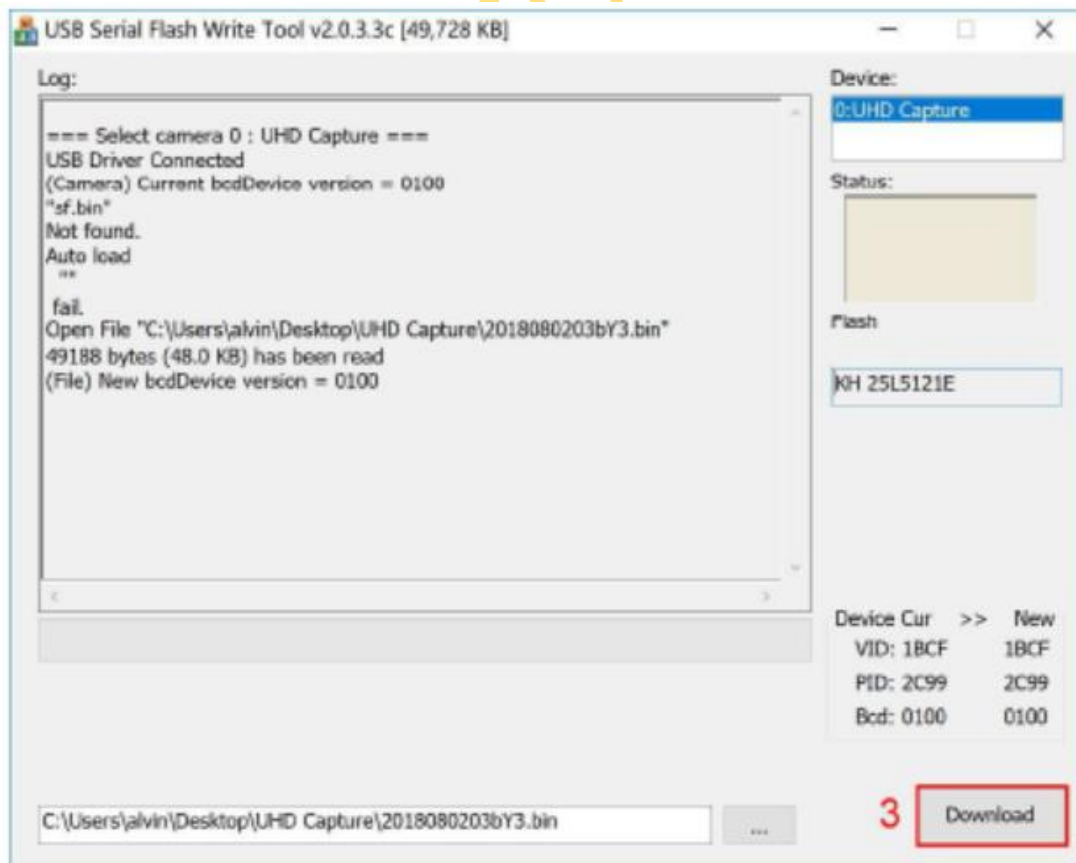 USB Serial Flash Write Tool v2.0.3.3c [49,728 KB]
Log:
=== Select camera 0 : UHD Capture ===
USB Driver Connected
(Camera) Current bcdDevice version = 0100
"sf.bin"
Not found.
Auto load
""
fail.
Open File "C:\Users\alvin\Desktop\UHD Capture\2018080203bY3.bin"
49188 bytes (48.0 KB) has been read
(File) New bcdDevice version = 0100
Device:
0:UHD Capture
Status:
Flash
KH 25L5121E
Device Cur >> New
VID: 1BCF 1BCF
PID: 2C99 2C99
Bcd: 0100 0100
C:\Users\alvin\Desktop\UHD Capture\2018080203bY3.bin
...
3
Download